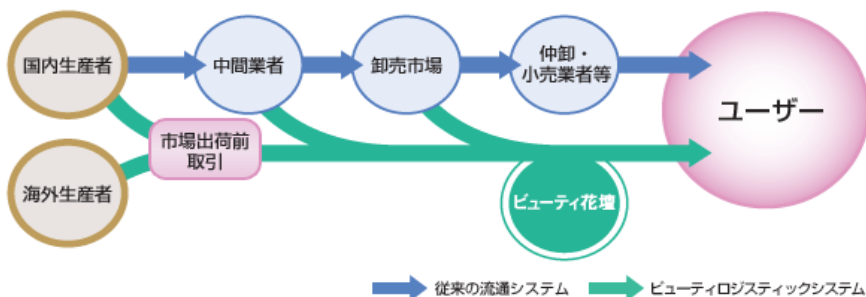 国内生産者
中間業者
卸売市場
仲卸・
小売業者等
ユーザー
市場出荷前
取引
海外生産者
ビューティ花壇
従来の流通システム
ビューティロジスティックシステム